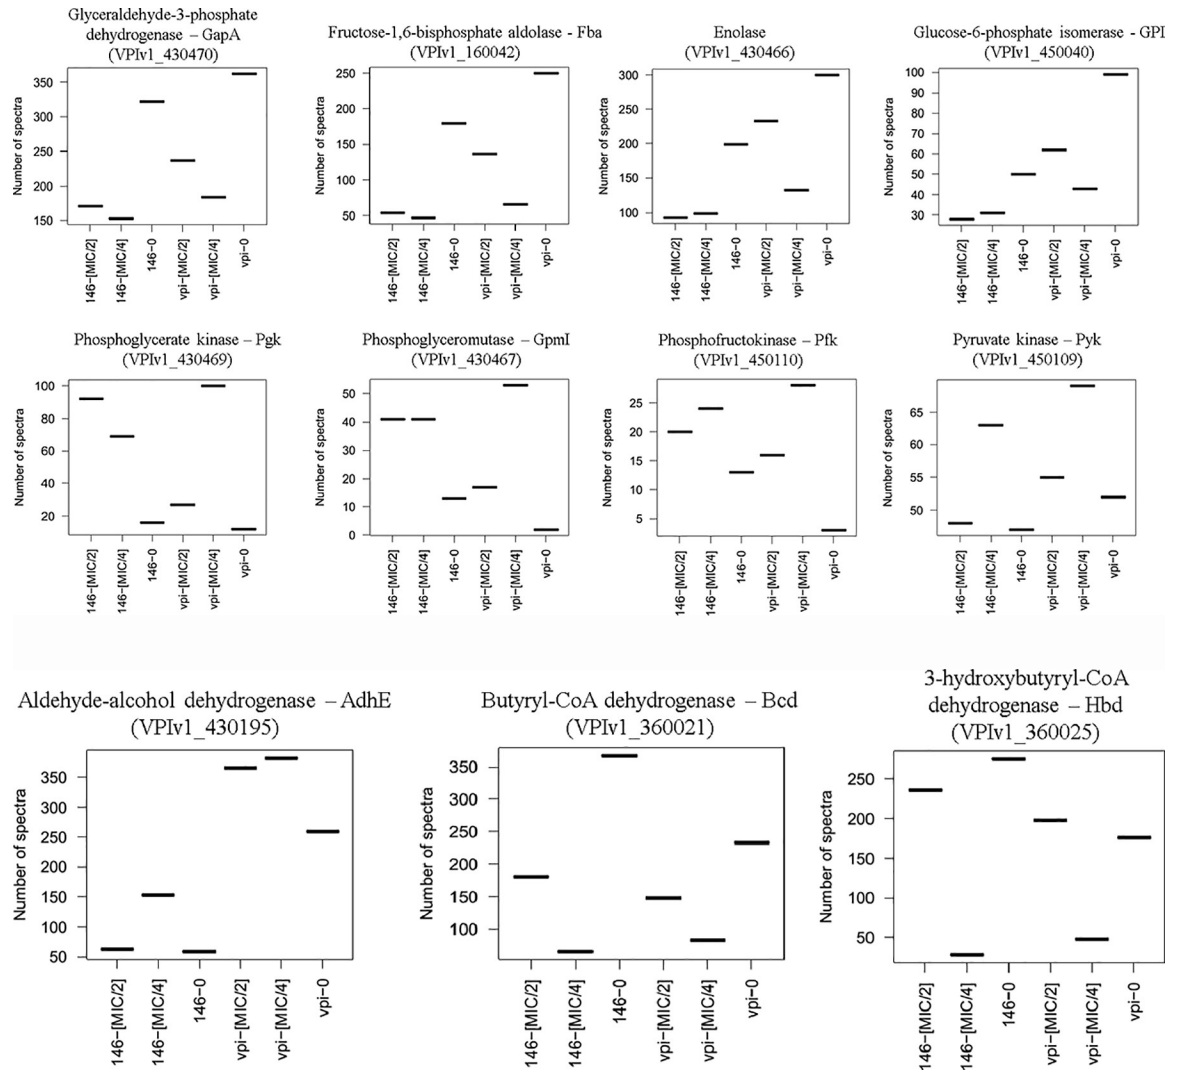 Glyceraldehyde-3-phosphate
dehydrogenase – GapA
(VPIv1_430470)
Number of spectra
350
300
250
200
150
146-[MIC/2]
146-[MIC/4]
146-0
vpi-[MIC/2]
vpi-[MIC/4]
vpi-0
Fructose-1,6-bisphosphate aldolase - Fba
(VPIv1_160042)
Number of spectra
250
200
150
100
50
146-[MIC/2]
146-[MIC/4]
146-0
vpi-[MIC/2]
vpi-[MIC/4]
vpi-0
Enolase
(VPIv1_430466)
Number of spectra
300
250
200
150
100
146-[MIC/2]
146-[MIC/4]
146-0
vpi-[MIC/2]
vpi-[MIC/4]
vpi-0
Glucose-6-phosphate isomerase - GPI
(VPIv1_450040)
Number of spectra
100
90
80
70
60
50
40
30
146-[MIC/2]
146-[MIC/4]
146-0
vpi-[MIC/2]
vpi-[MIC/4]
vpi-0
Phosphoglycerate kinase – Pgk
(VPIv1_430469)
Number of spectra
100
80
60
40
20
146-[MIC/2]
146-[MIC/4]
146-0
vpi-[MIC/2]
vpi-[MIC/4]
vpi-0
Phosphoglyceromutase – GpmI
(VPIv1_430467)
Number of spectra
50
40
30
20
10
0
146-[MIC/2]
146-[MIC/4]
146-0
vpi-[MIC/2]
vpi-[MIC/4]
vpi-0
Phosphofructokinase – Pfk
(VPIv1_450110)
Number of spectra
25
20
15
10
5
146-[MIC/2]
146-[MIC/4]
146-0
vpi-[MIC/2]
vpi-[MIC/4]
vpi-0
Pyruvate kinase – Pyk
(VPIv1_450109)
Number of spectra
65
60
55
50
146-[MIC/2]
146-[MIC/4]
146-0
vpi-[MIC/2]
vpi-[MIC/4]
vpi-0
Aldehyde-alcohol dehydrogenase – AdhE
(VPIv1_430195)
Number of spectra
350
300
250
200
150
100
50
146-[MIC/2]
146-[MIC/4]
146-0
vpi-[MIC/2]
vpi-[MIC/4]
vpi-0
Butyryl-CoA dehydrogenase – Bcd
(VPIv1_360021)
Number of spectra
350
300
250
200
150
100
146-[MIC/2]
146-[MIC/4]
146-0
vpi-[MIC/2]
vpi-[MIC/4]
vpi-0
3-hydroxybutyryl-CoA
dehydrogenase – Hbd
(VPIv1_360025)
Number of spectra
250
200
150
100
50
146-[MIC/2]
146-[MIC/4]
146-0
vpi-[MIC/2]
vpi-[MIC/4]
vpi-0